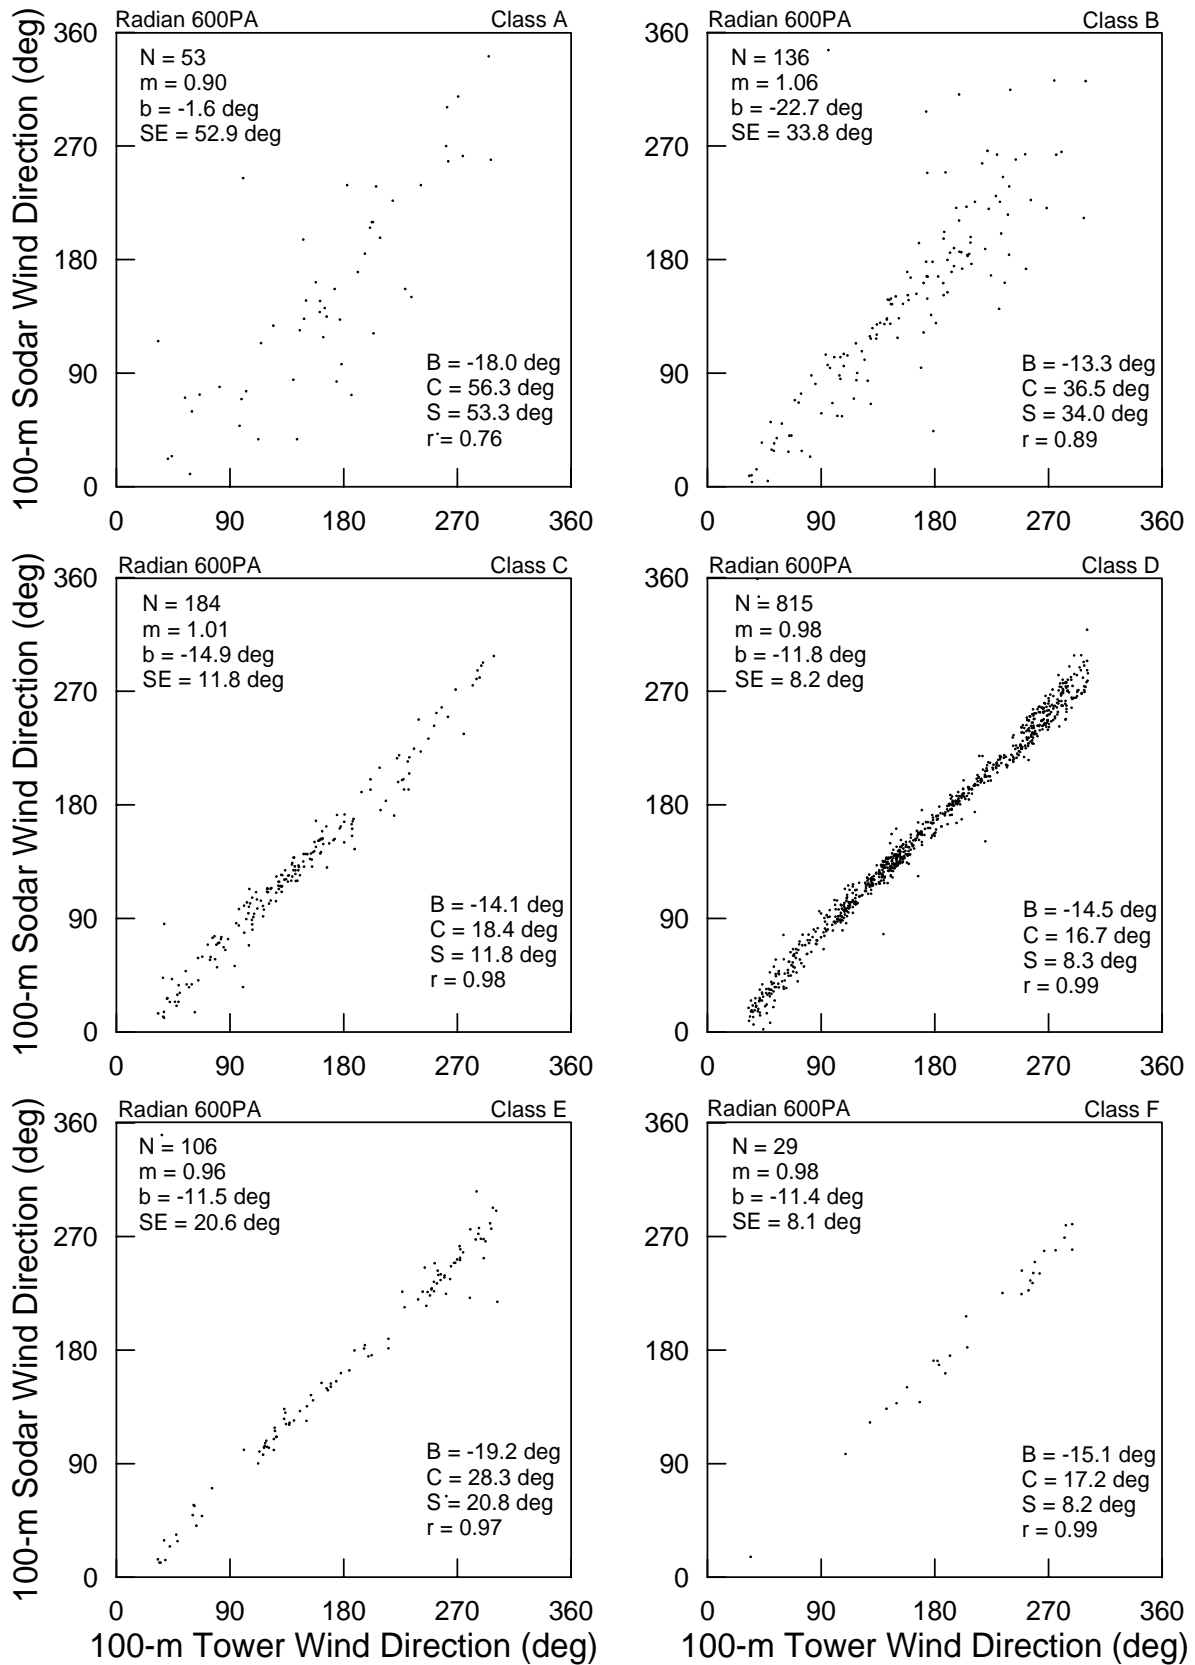 Radian 600PA
Class A
100-m Sodar Wind Direction (deg)
360
270
180
90
0
N = 53
m = 0.90
b = -1.6 deg
SE = 52.9 deg
B = -18.0 deg
C = 56.3 deg
S = 53.3 deg
r = 0.76
0 90 180 270 360
Radian 600PA
Class B
360
270
180
90
0
N = 136
m = 1.06
b = -22.7 deg
SE = 33.8 deg
B = -13.3 deg
C = 36.5 deg
S = 34.0 deg
r = 0.89
0 90 180 270 360
Radian 600PA
Class C
100-m Sodar Wind Direction (deg)
360
270
180
90
0
N = 184
m = 1.01
b = -14.9 deg
SE = 11.8 deg
B = -14.1 deg
C = 18.4 deg
S = 11.8 deg
r = 0.98
0 90 180 270 360
Radian 600PA
Class D
360
270
180
90
0
N = 815
m = 0.98
b = -11.8 deg
SE = 8.2 deg
B = -14.5 deg
C = 16.7 deg
S = 8.3 deg
r = 0.99
0 90 180 270 360
Radian 600PA
Class E
100-m Sodar Wind Direction (deg)
360
270
180
90
0
N = 106
m = 0.96
b = -11.5 deg
SE = 20.6 deg
B = -19.2 deg
C = 28.3 deg
S = 20.8 deg
r = 0.97
0 90 180 270 360
100-m Tower Wind Direction (deg)
Radian 600PA
Class F
360
270
180
90
0
N = 29
m = 0.98
b = -11.4 deg
SE = 8.1 deg
B = -15.1 deg
C = 17.2 deg
S = 8.2 deg
r = 0.99
0 90 180 270 360
100-m Tower Wind Direction (deg)